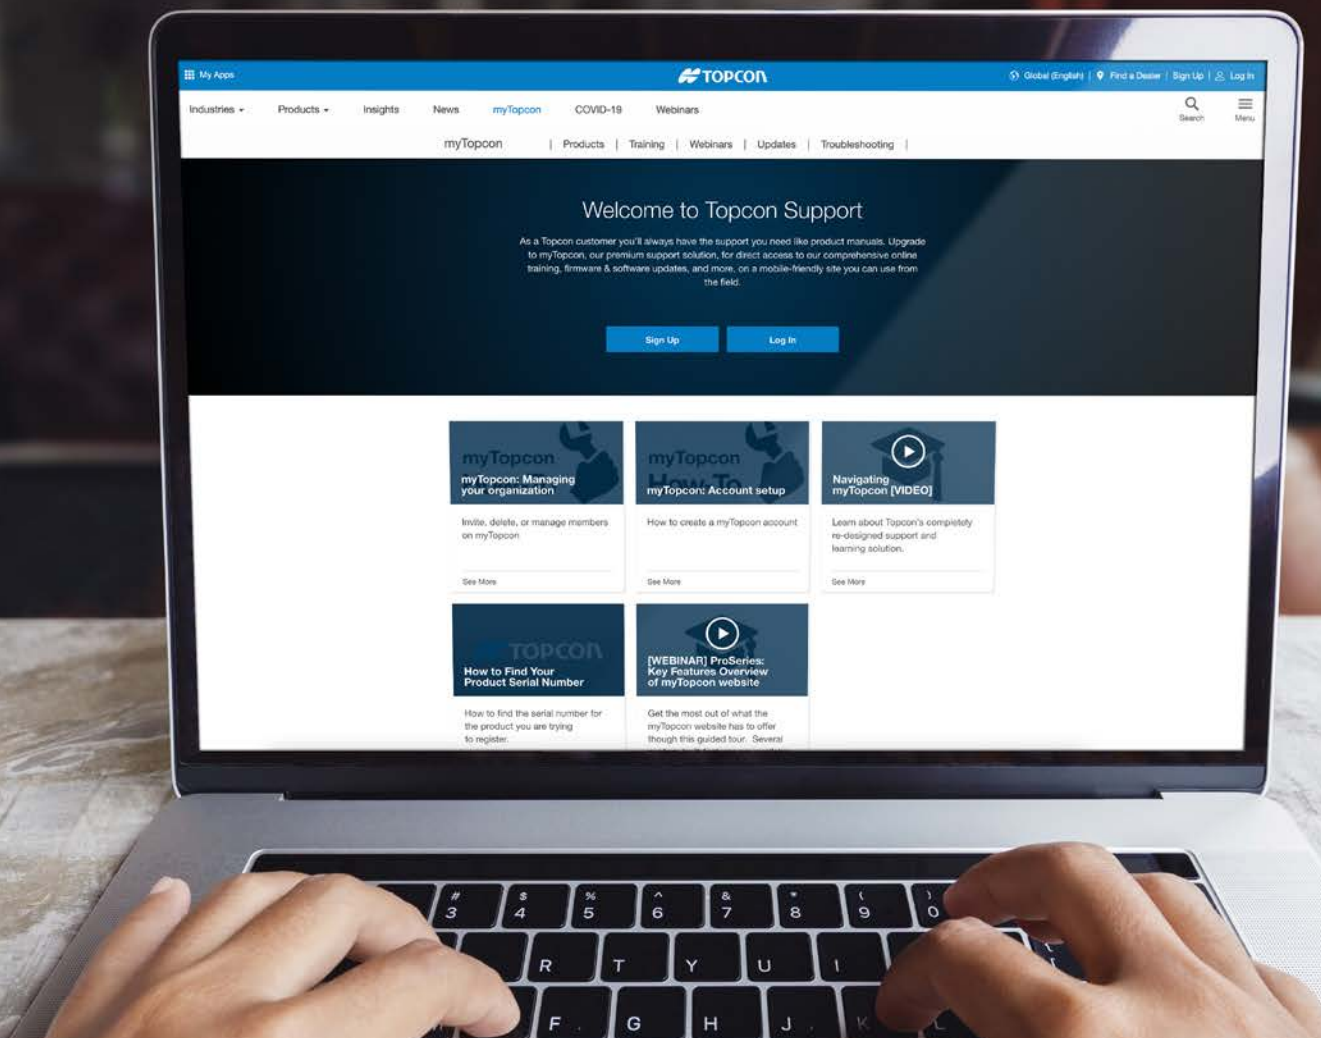 My Apps
TOPCON
Global (English) | Find a Dealer | Sign Up | Log In
Industries Products Insights News myTopcon COVID-19 Webinars
Search Menu
myTopcon | Products | Training | Webinars | Updates | Troubleshooting |
Welcome to Topcon Support
As a Topcon customer you'll always have the support you need like product manuals. Upgrade
to myTopcon, our premium support solution, for direct access to our comprehensive online
training, firmware & software updates, and more, on a mobile-friendly site you can use from
the field.
Sign Up Log In
myTopcon
myTopcon: Managing
your organization
Invite, delete, or manage members
on myTopcon
See More
myTopcon
How-To
myTopcon: Account setup
How to create a myTopcon account
See More
Navigating
myTopcon [VIDEO]
Learn about Topcon's completely
re-designed support and
learning solution.
See More
TOPCON
How to Find Your
Product Serial Number
How to find the serial number for
the product you are trying
to register.
[WEBINAR] ProSeries:
Key Features Overview
of myTopcon website
Get the most out of what the
myTopcon website has to offer
though this guided tour. Several
# $ % ^ & * ( )
3 4 5 6 7 8 9 0
R T Y U I
F G H J K L